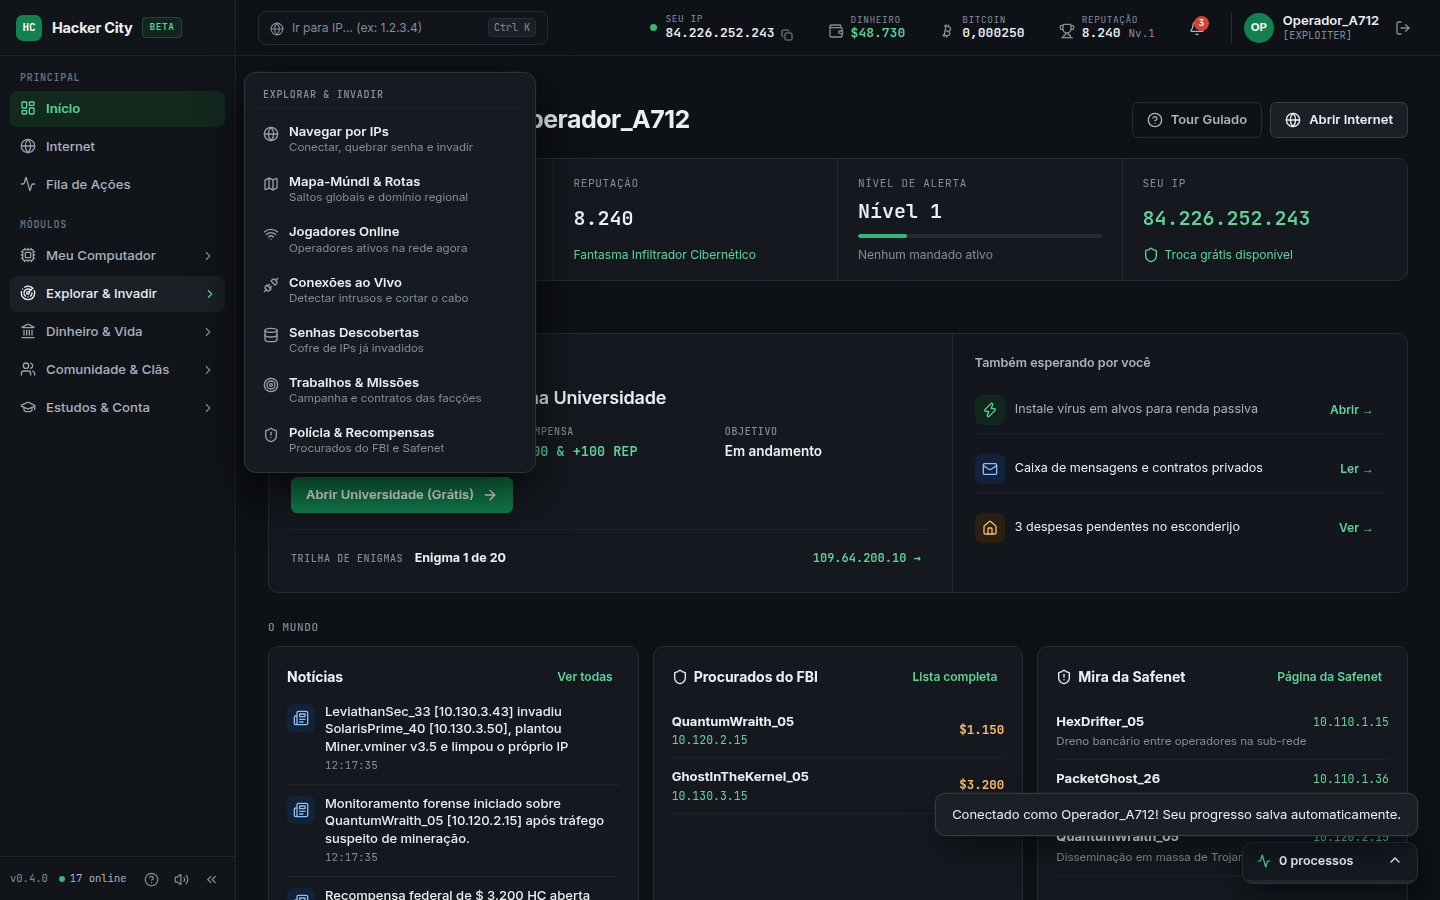 HC Hacker City BETA
Ir para IP... (ex: 1.2.3.4) Ctrl K
SEU IP
84.226.252.243
DINHEIRO
$48.730
BITCOIN
0,000250
REPUTAÇÃO
8.240 Nv.1
3
OP
Operador_A712
[EXPLOITER]
PRINCIPAL
Início
Internet
Fila de Ações
MÓDULOS
Meu Computador
Explorar & Invadir
Dinheiro & Vida
Comunidade & Clãs
Estudos & Conta
v0.4.0 17 online
EXPLORAR & INVADIR
Navegar por IPs
Conectar, quebrar senha e invadir
Mapa-Múndi & Rotas
Saltos globais e domínio regional
Jogadores Online
Operadores ativos na rede agora
Conexões ao Vivo
Detectar intrusos e cortar o cabo
Senhas Descobertas
Cofre de IPs já invadidos
Trabalhos & Missões
Campanha e contratos das facções
Polícia & Recompensas
Procurados do FBI e Safenet
perador_A712
Tour Guiado
Abrir Internet
REPUTAÇÃO
8.240
Fantasma Infiltrador Cibernético
NÍVEL DE ALERTA
Nível 1
Nenhum mandado ativo
SEU IP
84.226.252.243
Troca grátis disponível
na Universidade
MPENSA
00 & +100 REP
OBJETIVO
Em andamento
Abrir Universidade (Grátis) →
TRILHA DE ENIGMAS Enigma 1 de 20
109.64.200.10 →
Também esperando por você
Instale vírus em alvos para renda passiva Abrir →
Caixa de mensagens e contratos privados Ler →
3 despesas pendentes no esconderijo Ver →
O MUNDO
Notícias Ver todas
LeviathanSec_33 [10.130.3.43] invadiu
SolarisPrime_40 [10.130.3.50], plantou
Miner.vminer v3.5 e limpou o próprio IP
12:17:35
Monitoramento forense iniciado sobre
QuantumWraith_05 [10.120.2.15] após tráfego
suspeito de mineração.
12:17:35
Recompensa federal de $ 3.200 HC aberta
Procurados do FBI Lista completa
QuantumWraith_05
10.120.2.15
$1.150
GhostInTheKernel_05
10.130.3.15
$3.200
Mira da Safenet Página da Safenet
HexDrifter_05 10.110.1.15
Dreno bancário entre operadores na sub-rede
PacketGhost_26 10.110.1.36
Conectado como Operador_A712! Seu progresso salva automaticamente.
QuantumWraith_05 10.120.2.15
Disseminação em massa de Trojan
0 processos